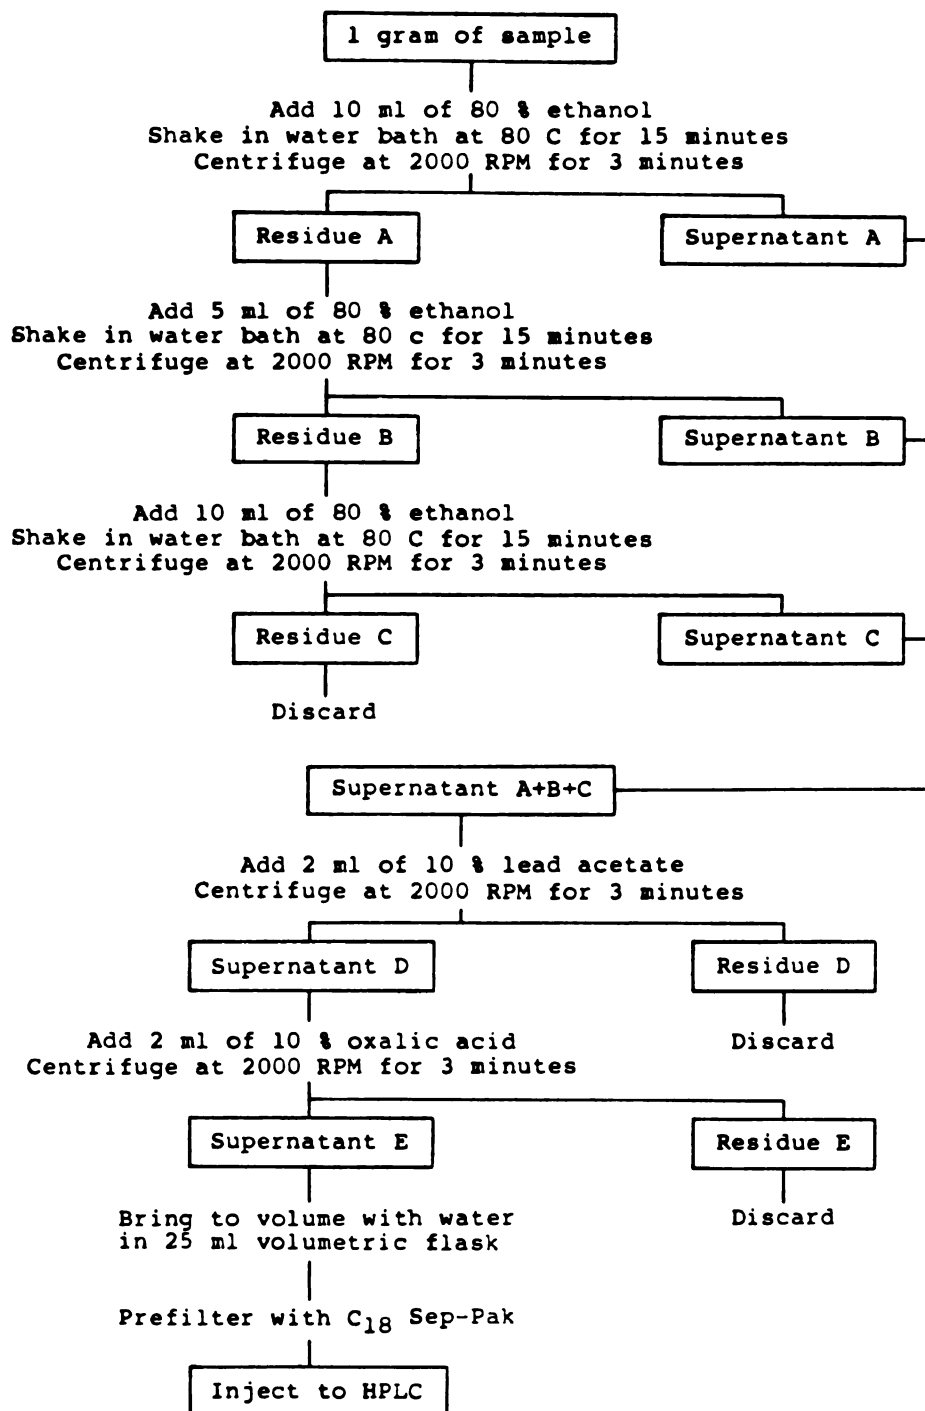 1 gram of sample
Add 10 ml of 80 % ethanol
Shake in water bath at 80 C for 15 minutes
Centrifuge at 2000 RPM for 3 minutes
Residue A
Supernatant A
Add 5 ml of 80 % ethanol
Shake in water bath at 80 c for 15 minutes
Centrifuge at 2000 RPM for 3 minutes
Residue B
Supernatant B
Add 10 ml of 80 % ethanol
Shake in water bath at 80 C for 15 minutes
Centrifuge at 2000 RPM for 3 minutes
Residue C
Supernatant C
Discard
Supernatant A+B+C
Add 2 ml of 10 % lead acetate
Centrifuge at 2000 RPM for 3 minutes
Supernatant D
Residue D
Add 2 ml of 10 % oxalic acid
Centrifuge at 2000 RPM for 3 minutes
Discard
Supernatant E
Residue E
Bring to volume with water
in 25 ml volumetric flask
Discard
Prefilter with C18 Sep-Pak
Inject to HPLC